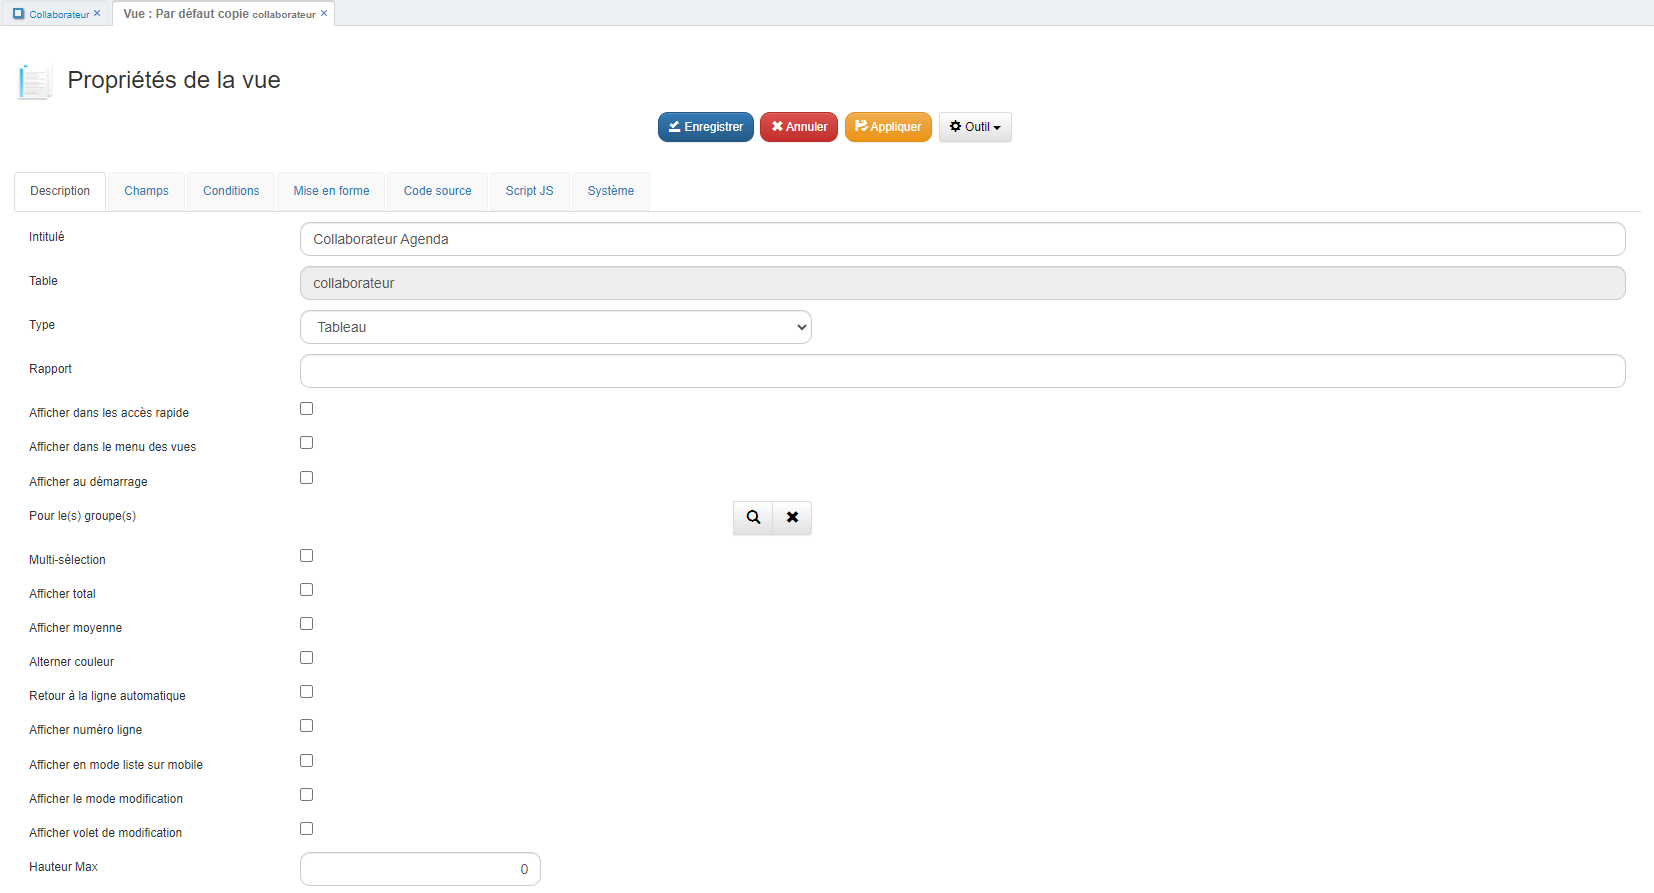 Collaborateur × Vue : Par défaut copie collaborateur ×
Propriétés de la vue
Enregistrer Annuler Appliquer Outil
Description Champs Conditions Mise en forme Code source Script JS Système
Intitulé Collaborateur Agenda
Table collaborateur
Type Tableau
Rapport
Afficher dans les accès rapide
Afficher dans le menu des vues
Afficher au démarrage
Pour le(s) groupe(s)
Multi-sélection
Afficher total
Afficher moyenne
Alterner couleur
Retour à la ligne automatique
Afficher numéro ligne
Afficher en mode liste sur mobile
Afficher le mode modification
Afficher volet de modification
Hauteur Max 0